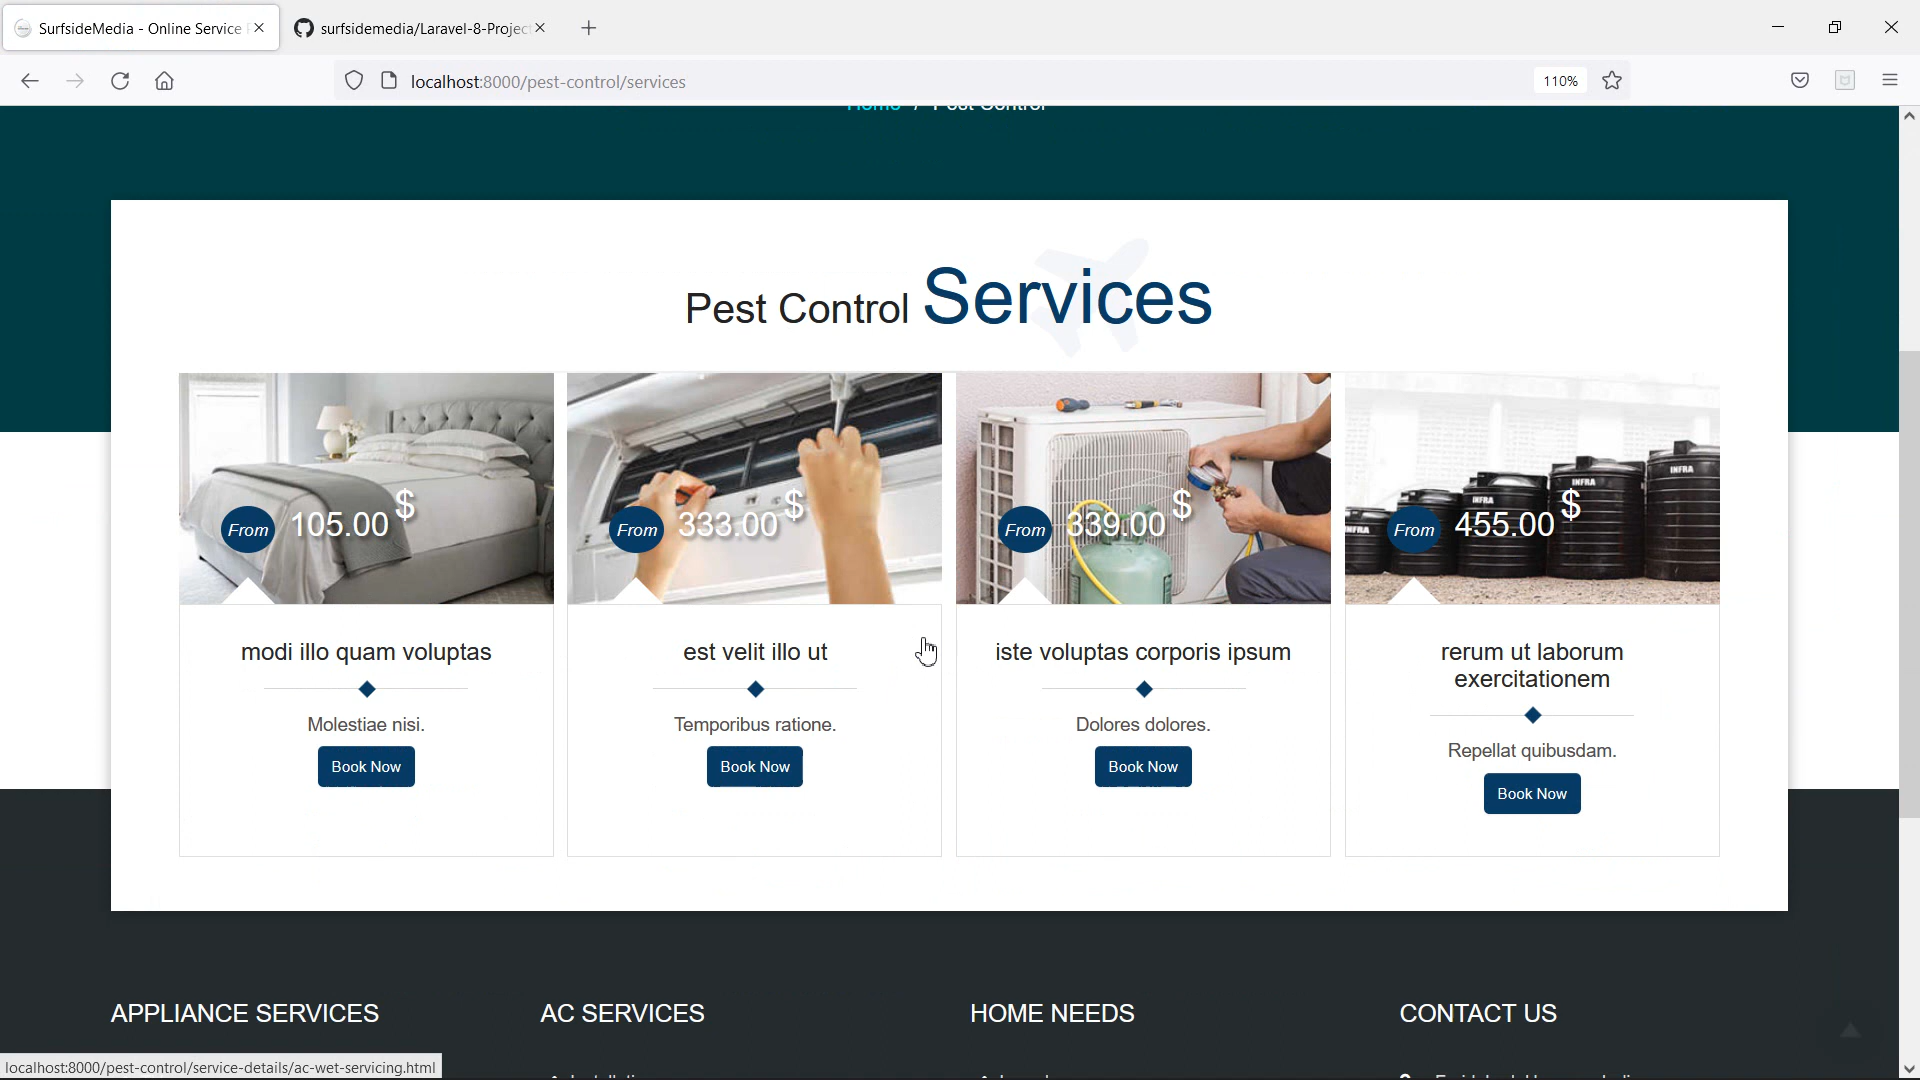 SurfsideMedia - Online Service
surfsidemedia/Laravel-8-Project
localhost:8000/pest-control/services
110%
Home / Pest Control
Pest Control Services
From 105.00 $
From 333.00 $
From 339.00 $
From 455.00 $
INFRA
INFRA
INFRA
INFRA
modi illo quam voluptas
est velit illo ut
iste voluptas corporis ipsum
rerum ut laborum
exercitationem
Molestiae nisi.
Temporibus ratione.
Dolores dolores.
Repellat quibusdam.
Book Now
Book Now
Book Now
Book Now
APPLIANCE SERVICES
AC SERVICES
HOME NEEDS
CONTACT US
localhost:8000/pest-control/service-details/ac-wet-servicing.html